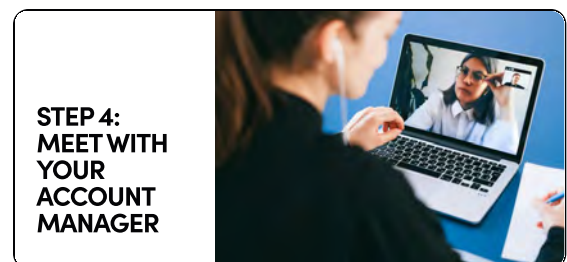 STEP 4:
MEET WITH
YOUR
ACCOUNT
MANAGER